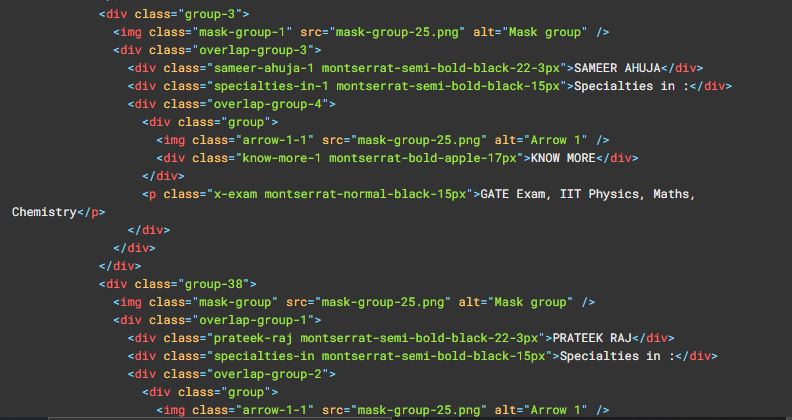 <div class="group-3">
<img class="mask-group-1" src="mask-group-25.png" alt="Mask group" />
<div class="overlap-group-3">
<div class="sameer-ahuja-1 montserrat-semi-bold-black-22-3px">SAMEER AHUJA</div>
<div class="specialties-in-1 montserrat-semi-bold-black-15px">Specialties in :</div>
<div class="overlap-group-4">
<div class="group">
<img class="arrow-1-1" src="mask-group-25.png" alt="Arrow 1" />
<div class="know-more-1 montserrat-bold-apple-17px">KNOW MORE</div>
</div>
<p class="x-exam montserrat-normal-black-15px">GATE Exam, IIT Physics, Maths,
Chemistry</p>
</div>
</div>
</div>
<div class="group-38">
<img class="mask-group" src="mask-group-25.png" alt="Mask group" />
<div class="overlap-group-1">
<div class="prateek-raj montserrat-semi-bold-black-22-3px">PRATEEK RAJ</div>
<div class="specialties-in montserrat-semi-bold-black-15px">Specialties in :</div>
<div class="overlap-group-2">
<div class="group">
<img class="arrow-1-1" src="mask-group-25.png" alt="Arrow 1" />